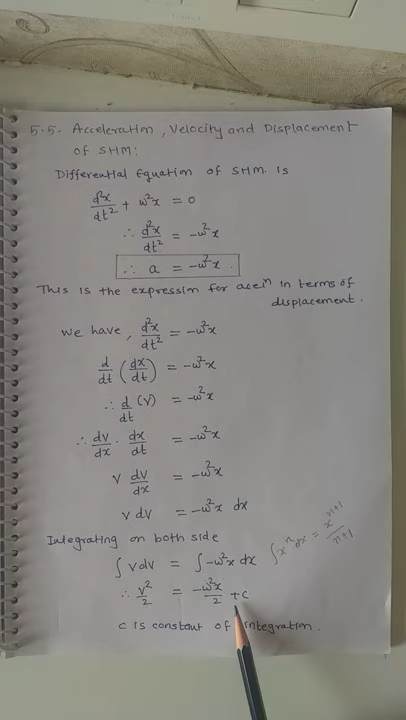 5.5- Acceleration, Velocity and Displacement
of SHM:
Differential Equation of SHM. is
d²x/dt² + ω²x = 0
∴ d²x/dt² = -ω²x
∴ a = -ω²x.
This is the expression for accⁿ in terms of
displacement.
We have, d²x/dt² = -ω²x
d/dt (dx/dt) = -ω²x
∴ d/dt (v) = -ω²x
∴ dv/dx . dx/dt = -ω²x
v dv/dx = -ω²x
v dv = -ω²x dx
Integrating on both side
∫ v dv = ∫ -ω²x dx
∫ xⁿ dx = xⁿ⁺¹/n+1
∴ v²/2 = -ω²x/2 + c
c is constant of integration.